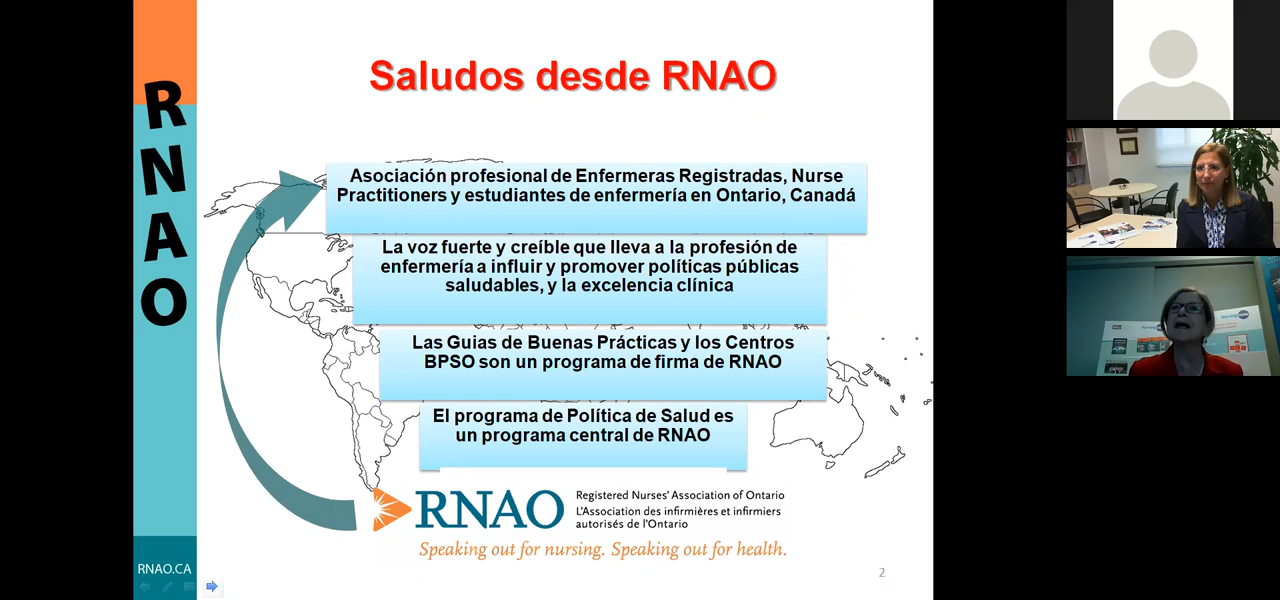 RNAO
Saludos desde RNAO
Asociación profesional de Enfermeras Registradas, Nurse
Practitioners y estudiantes de enfermería en Ontario, Canadá
La voz fuerte y creíble que lleva a la profesión de
enfermería a influir y promover políticas públicas
saludables, y la excelencia clínica
Las Guias de Buenas Prácticas y los Centros
BPSO son un programa de firma de RNAO
El programa de Política de Salud es
un programa central de RNAO
RNAO
Registered Nurses' Association of Ontario
L'Association des infirmières et infirmiers
autorisés de l'Ontario
Speaking out for nursing. Speaking out for health.
RNAO.CA
2